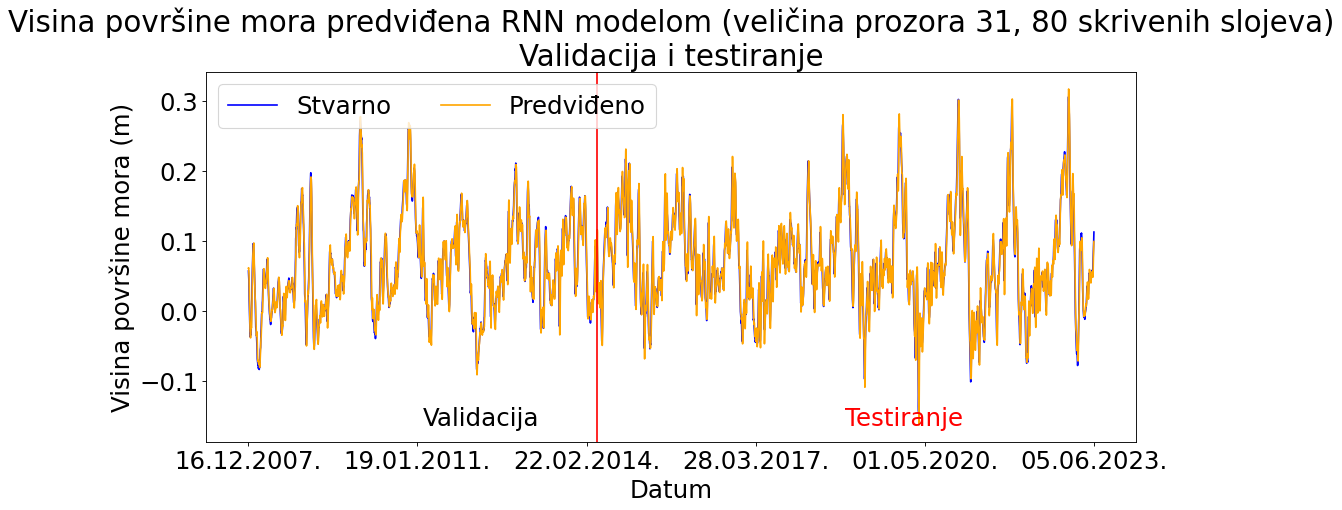 Visina površine mora predviđena RNN modelom (veličina prozora 31, 80 skrivenih slojeva)
Validacija i testiranje
Stvarno
Predviđeno
Visina površine mora (m)
0.3
0.2
0.1
0.0
−0.1
Validacija
Testiranje
16.12.2007.
19.01.2011.
22.02.2014.
28.03.2017.
01.05.2020.
05.06.2023.
Datum